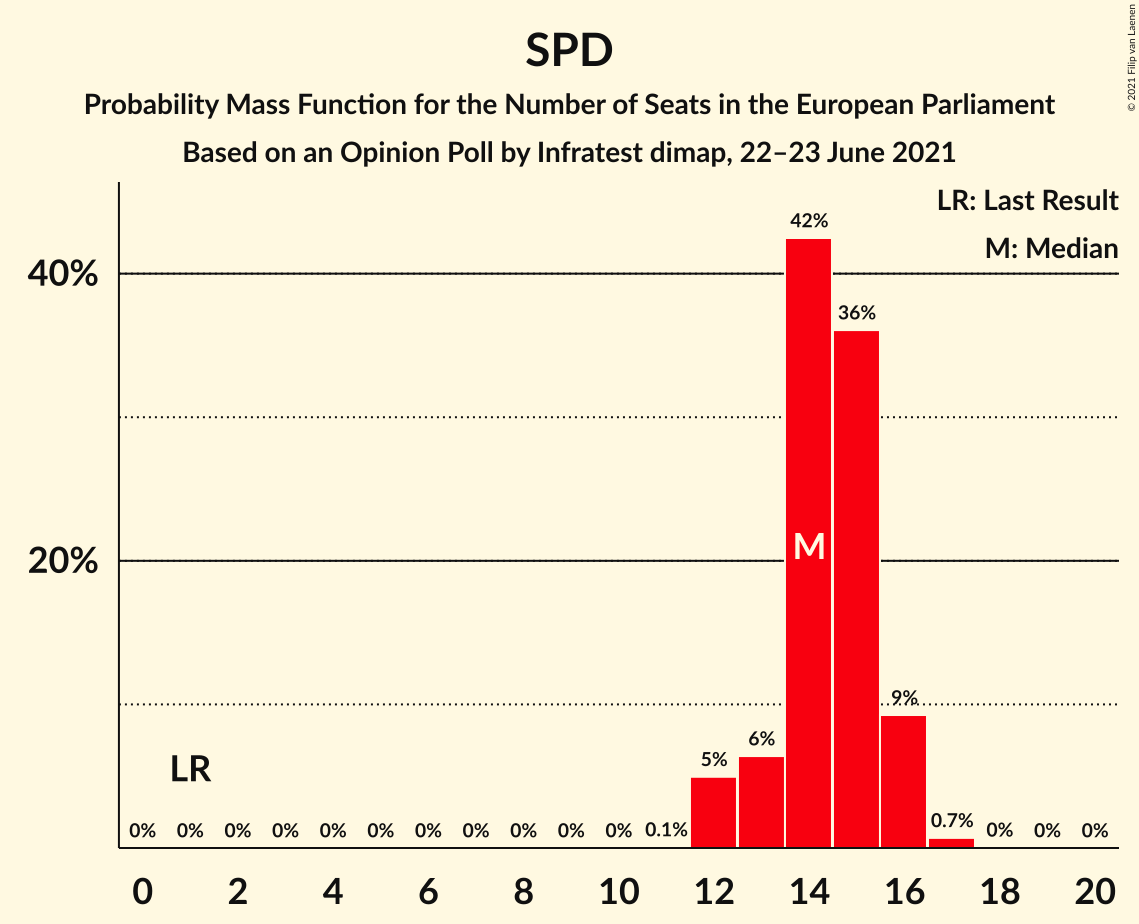 SPD
Probability Mass Function for the Number of Seats in the European Parliament
Based on an Opinion Poll by Infratest dimap, 22–23 June 2021
© 2021 Filip van Laenen
LR: Last Result
M: Median
42%
40%
36%
M
20%
9%
6%
5%
LR
0% 0% 0% 0% 0% 0% 0% 0% 0% 0% 0% 0.1% 0.7% 0% 0% 0%
0 2 4 6 8 10 12 14 16 18 20